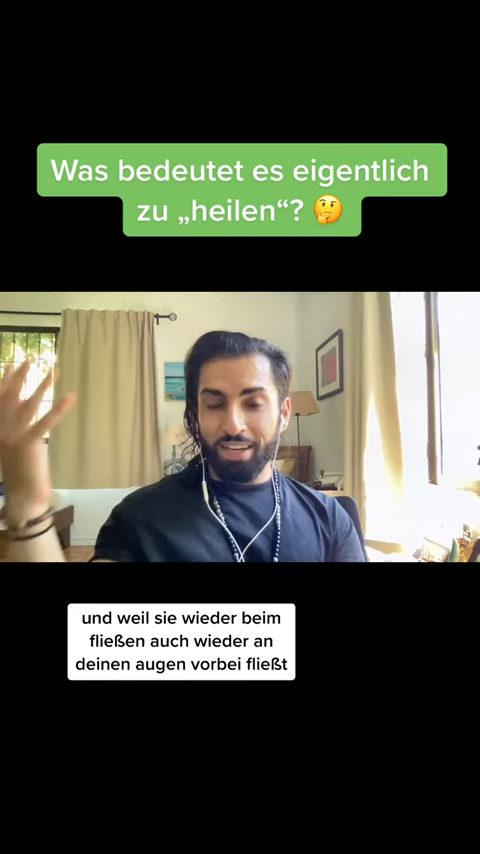 Was bedeutet es eigentlich
zu „heilen“? 🤔
und weil sie wieder beim
fließen auch wieder an
deinen augen vorbei fließt